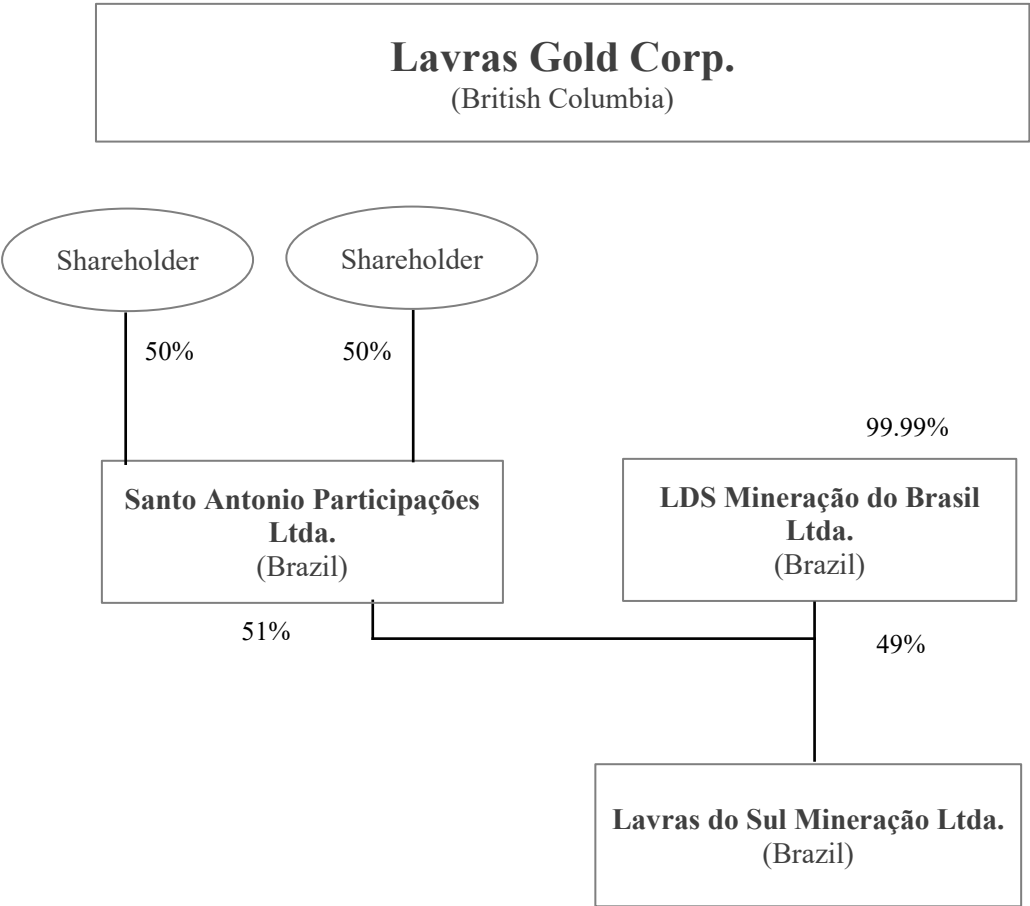 Lavras Gold Corp.
(British Columbia)
Shareholder
Shareholder
50%
50%
99.99%
Santo Antonio Participações
Ltda.
(Brazil)
LDS Mineração do Brasil
Ltda.
(Brazil)
51%
49%
Lavras do Sul Mineração Ltda.
(Brazil)